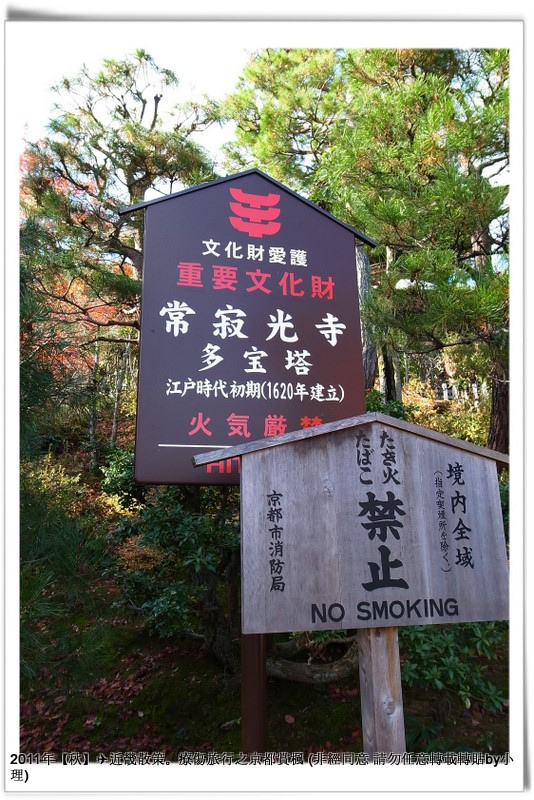 文化財愛護
重要文化財
常寂光寺
多宝塔
江戸時代初期(1620年建立)
火気厳禁
境内全域
(指定喫煙所を除く)
たき火
たばこ
禁止
京都市消防局
NO SMOKING
2011年【秋】✈近畿散策。療傷旅行之京都賞楓 (非經同意 請勿任意轉載轉貼by小
理)